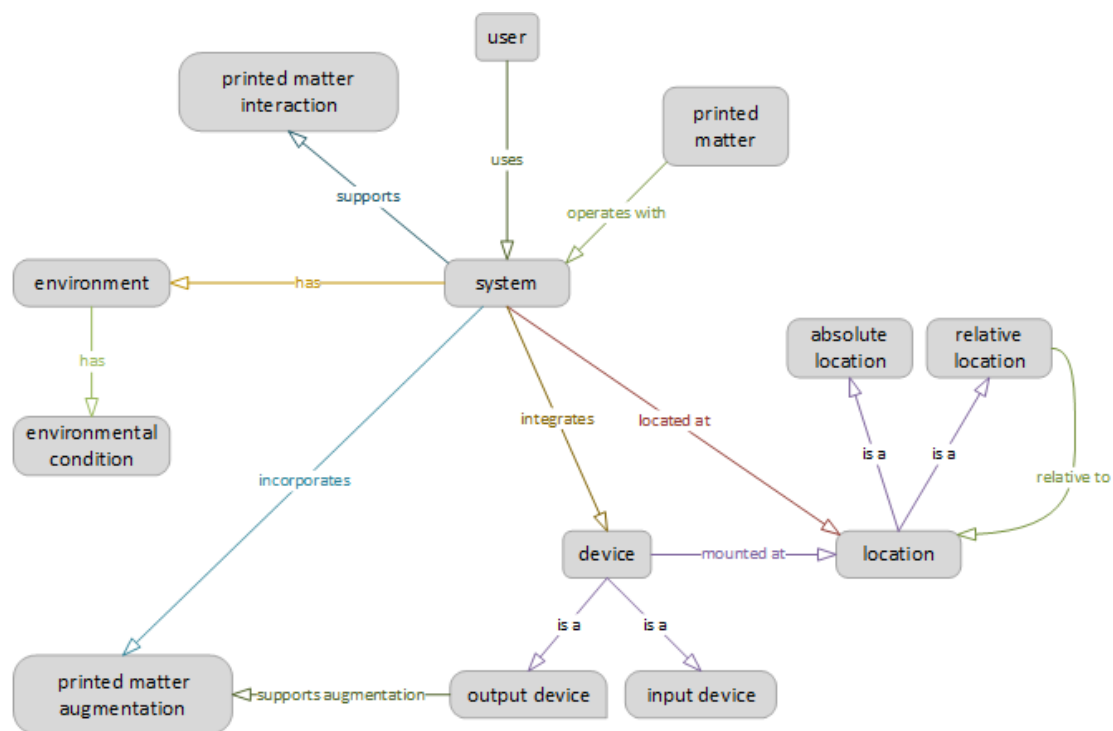 user
printed matter
interaction
printed
matter
uses
supports
operates with
environment
has
system
absolute
location
relative
location
has
environmental
condition
integrates
located at
is a
is a
relative to
incorporates
device
mounted at
location
is a
is a
printed matter
augmentation
supports augmentation
output device
input device